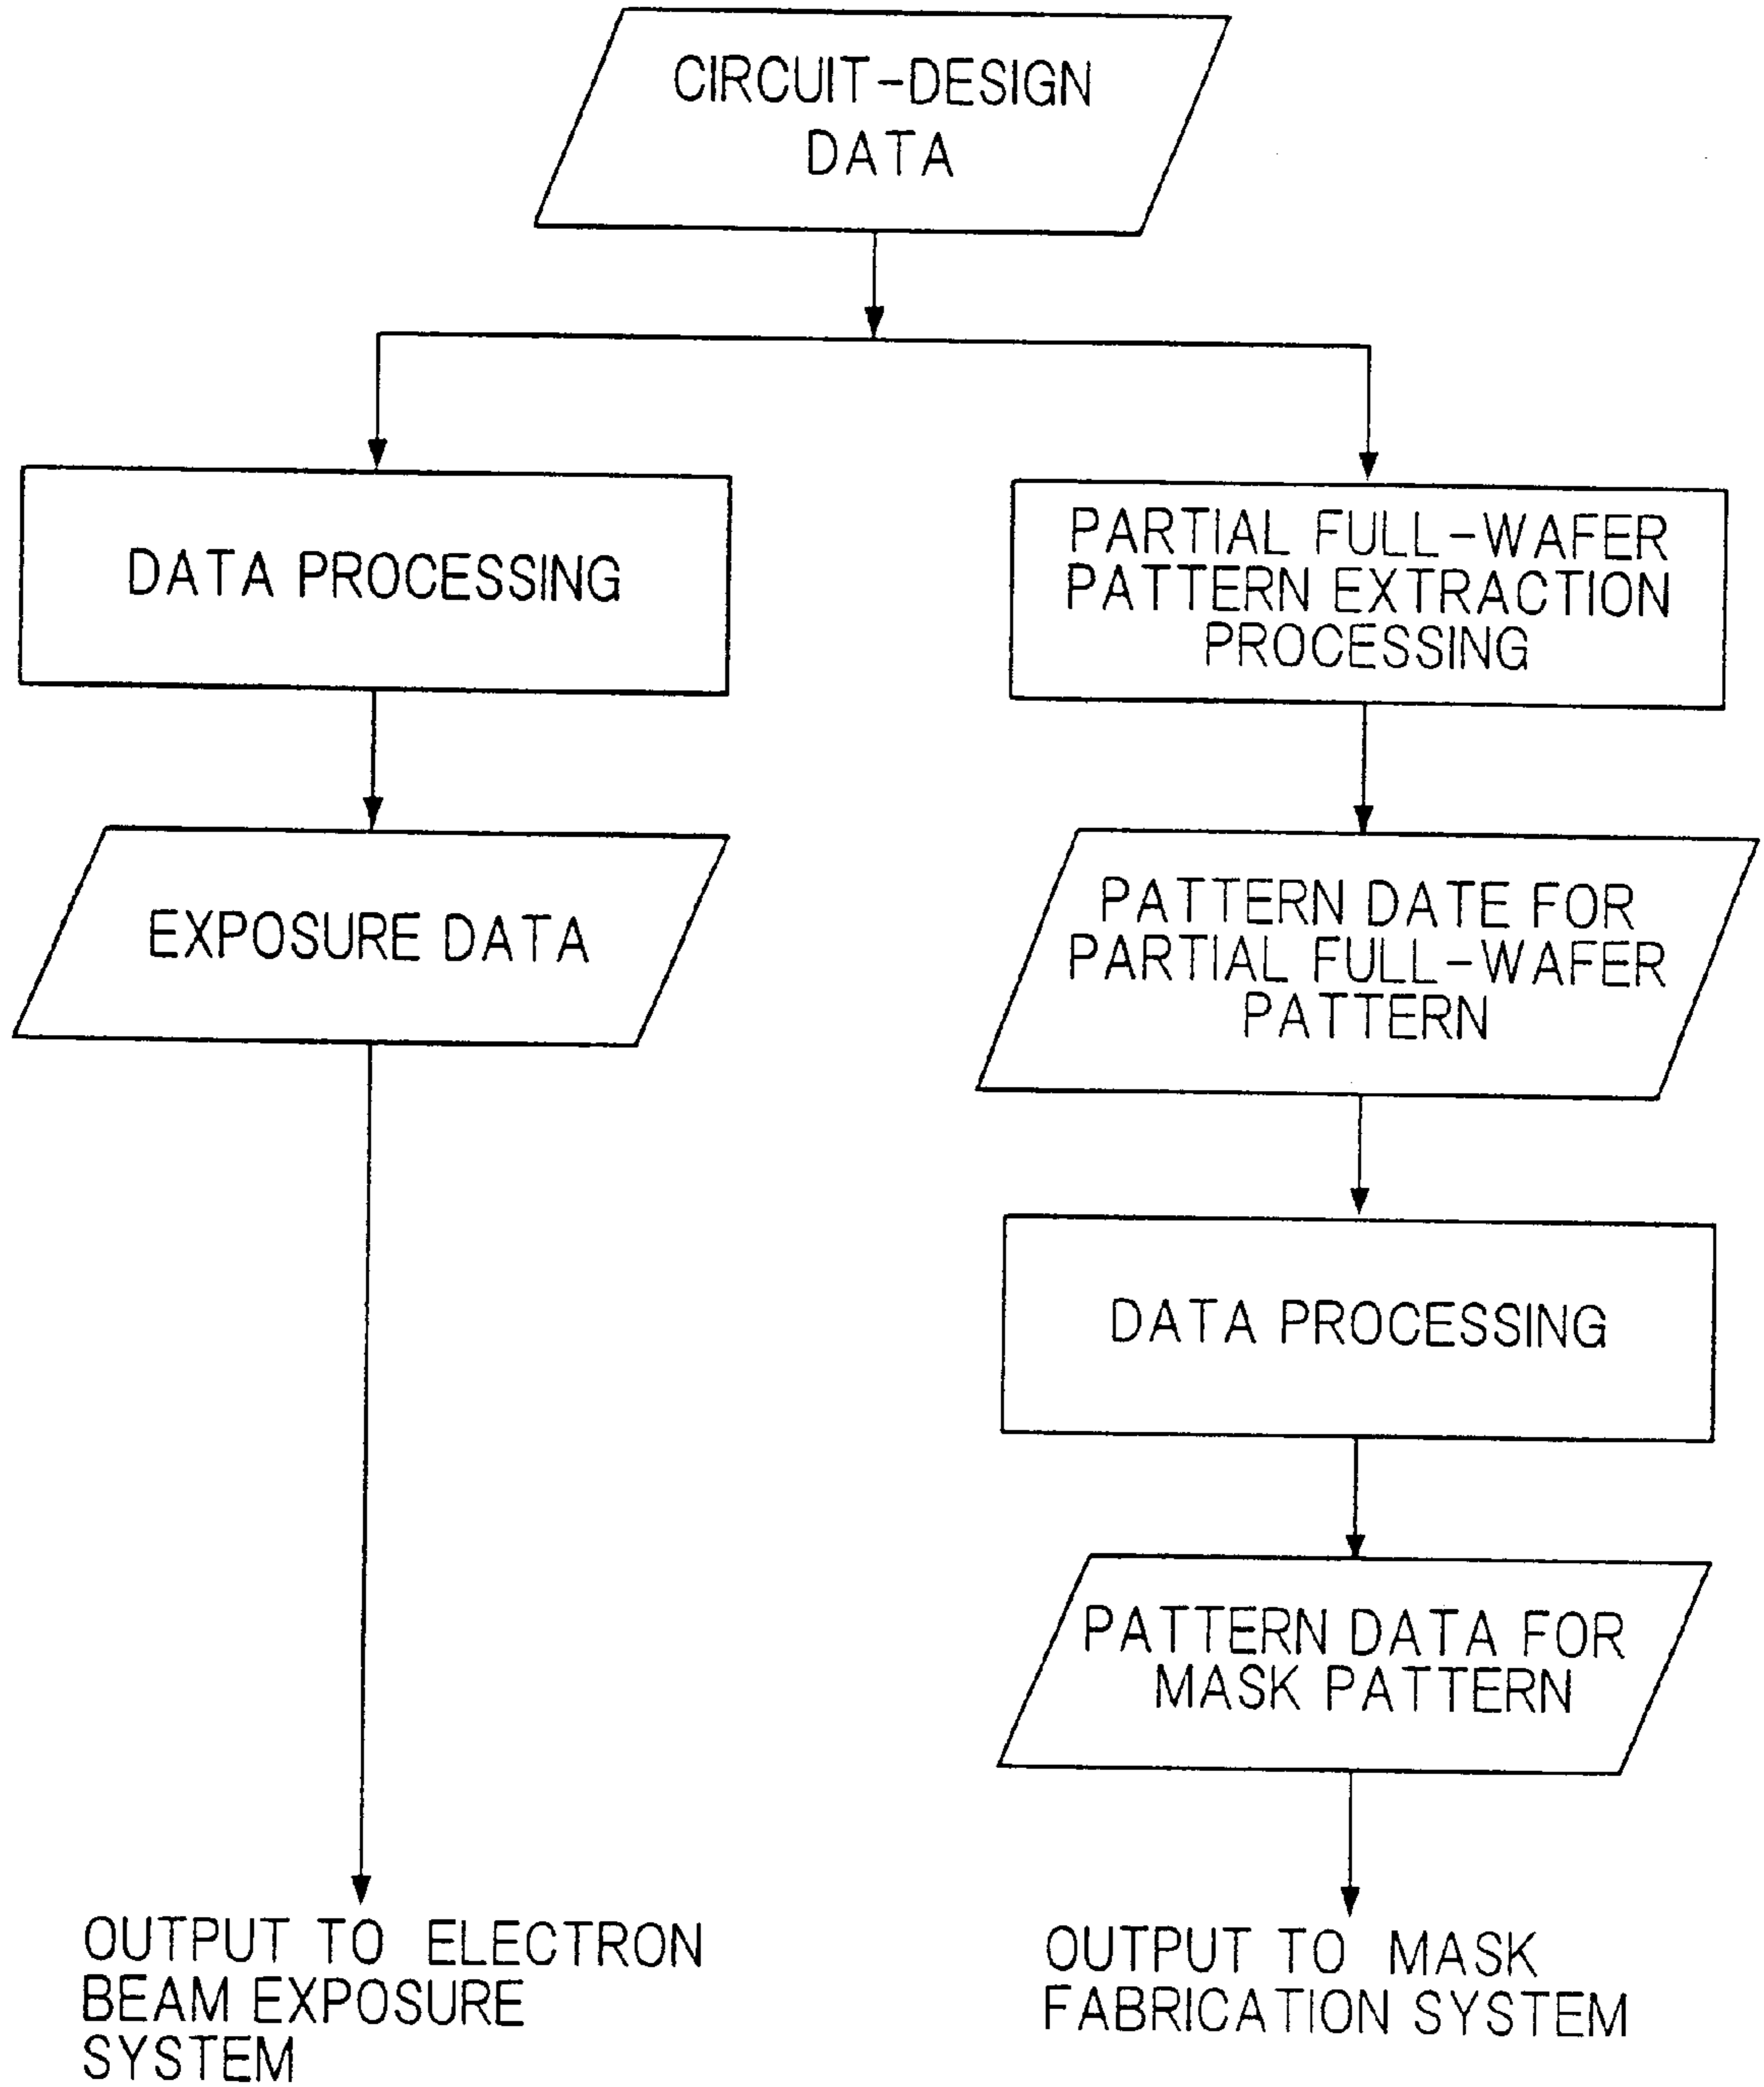 CIRCUIT-DESIGN
DATA
DATA PROCESSING
PARTIAL FULL-WAFER
PATTERN EXTRACTION
PROCESSING
EXPOSURE DATA
PATTERN DATE FOR
PARTIAL FULL-WAFER
PATTERN
DATA PROCESSING
PATTERN DATA FOR
MASK PATTERN
OUTPUT TO ELECTRON
BEAM EXPOSURE
SYSTEM
OUTPUT TO MASK
FABRICATION SYSTEM